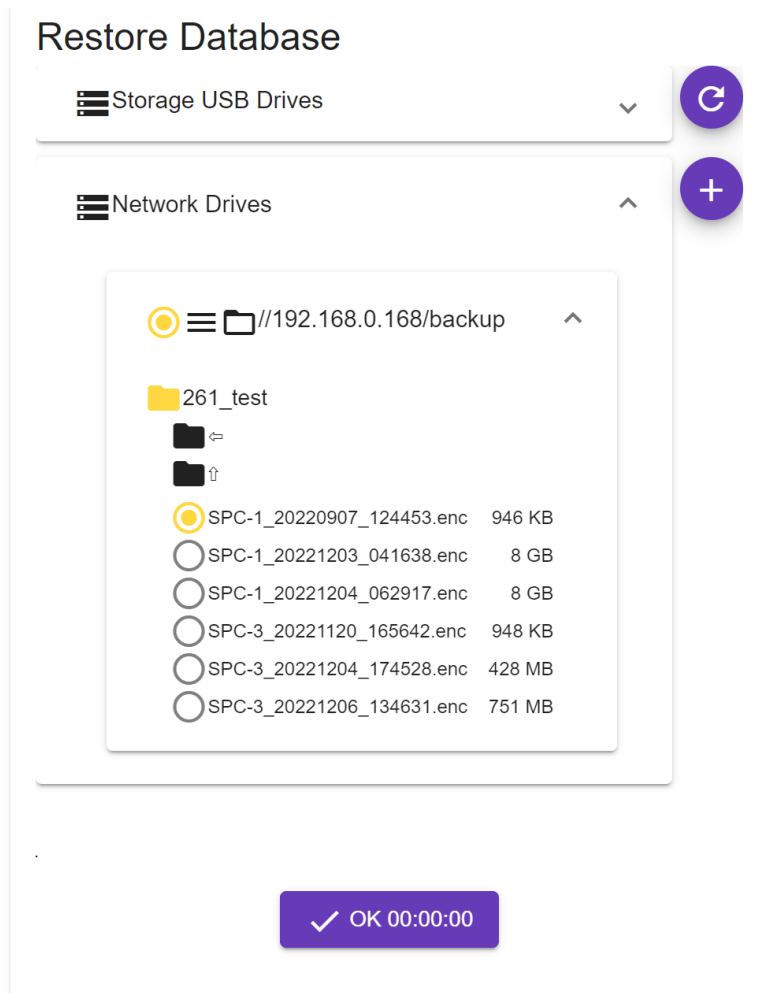 Restore Database
Storage USB Drives
Network Drives
//192.168.0.168/backup
261_test
⇦
⇧
SPC-1_20220907_124453.enc 946 KB
SPC-1_20221203_041638.enc 8 GB
SPC-1_20221204_062917.enc 8 GB
SPC-3_20221120_165642.enc 948 KB
SPC-3_20221204_174528.enc 428 MB
SPC-3_20221206_134631.enc 751 MB
.
OK 00:00:00